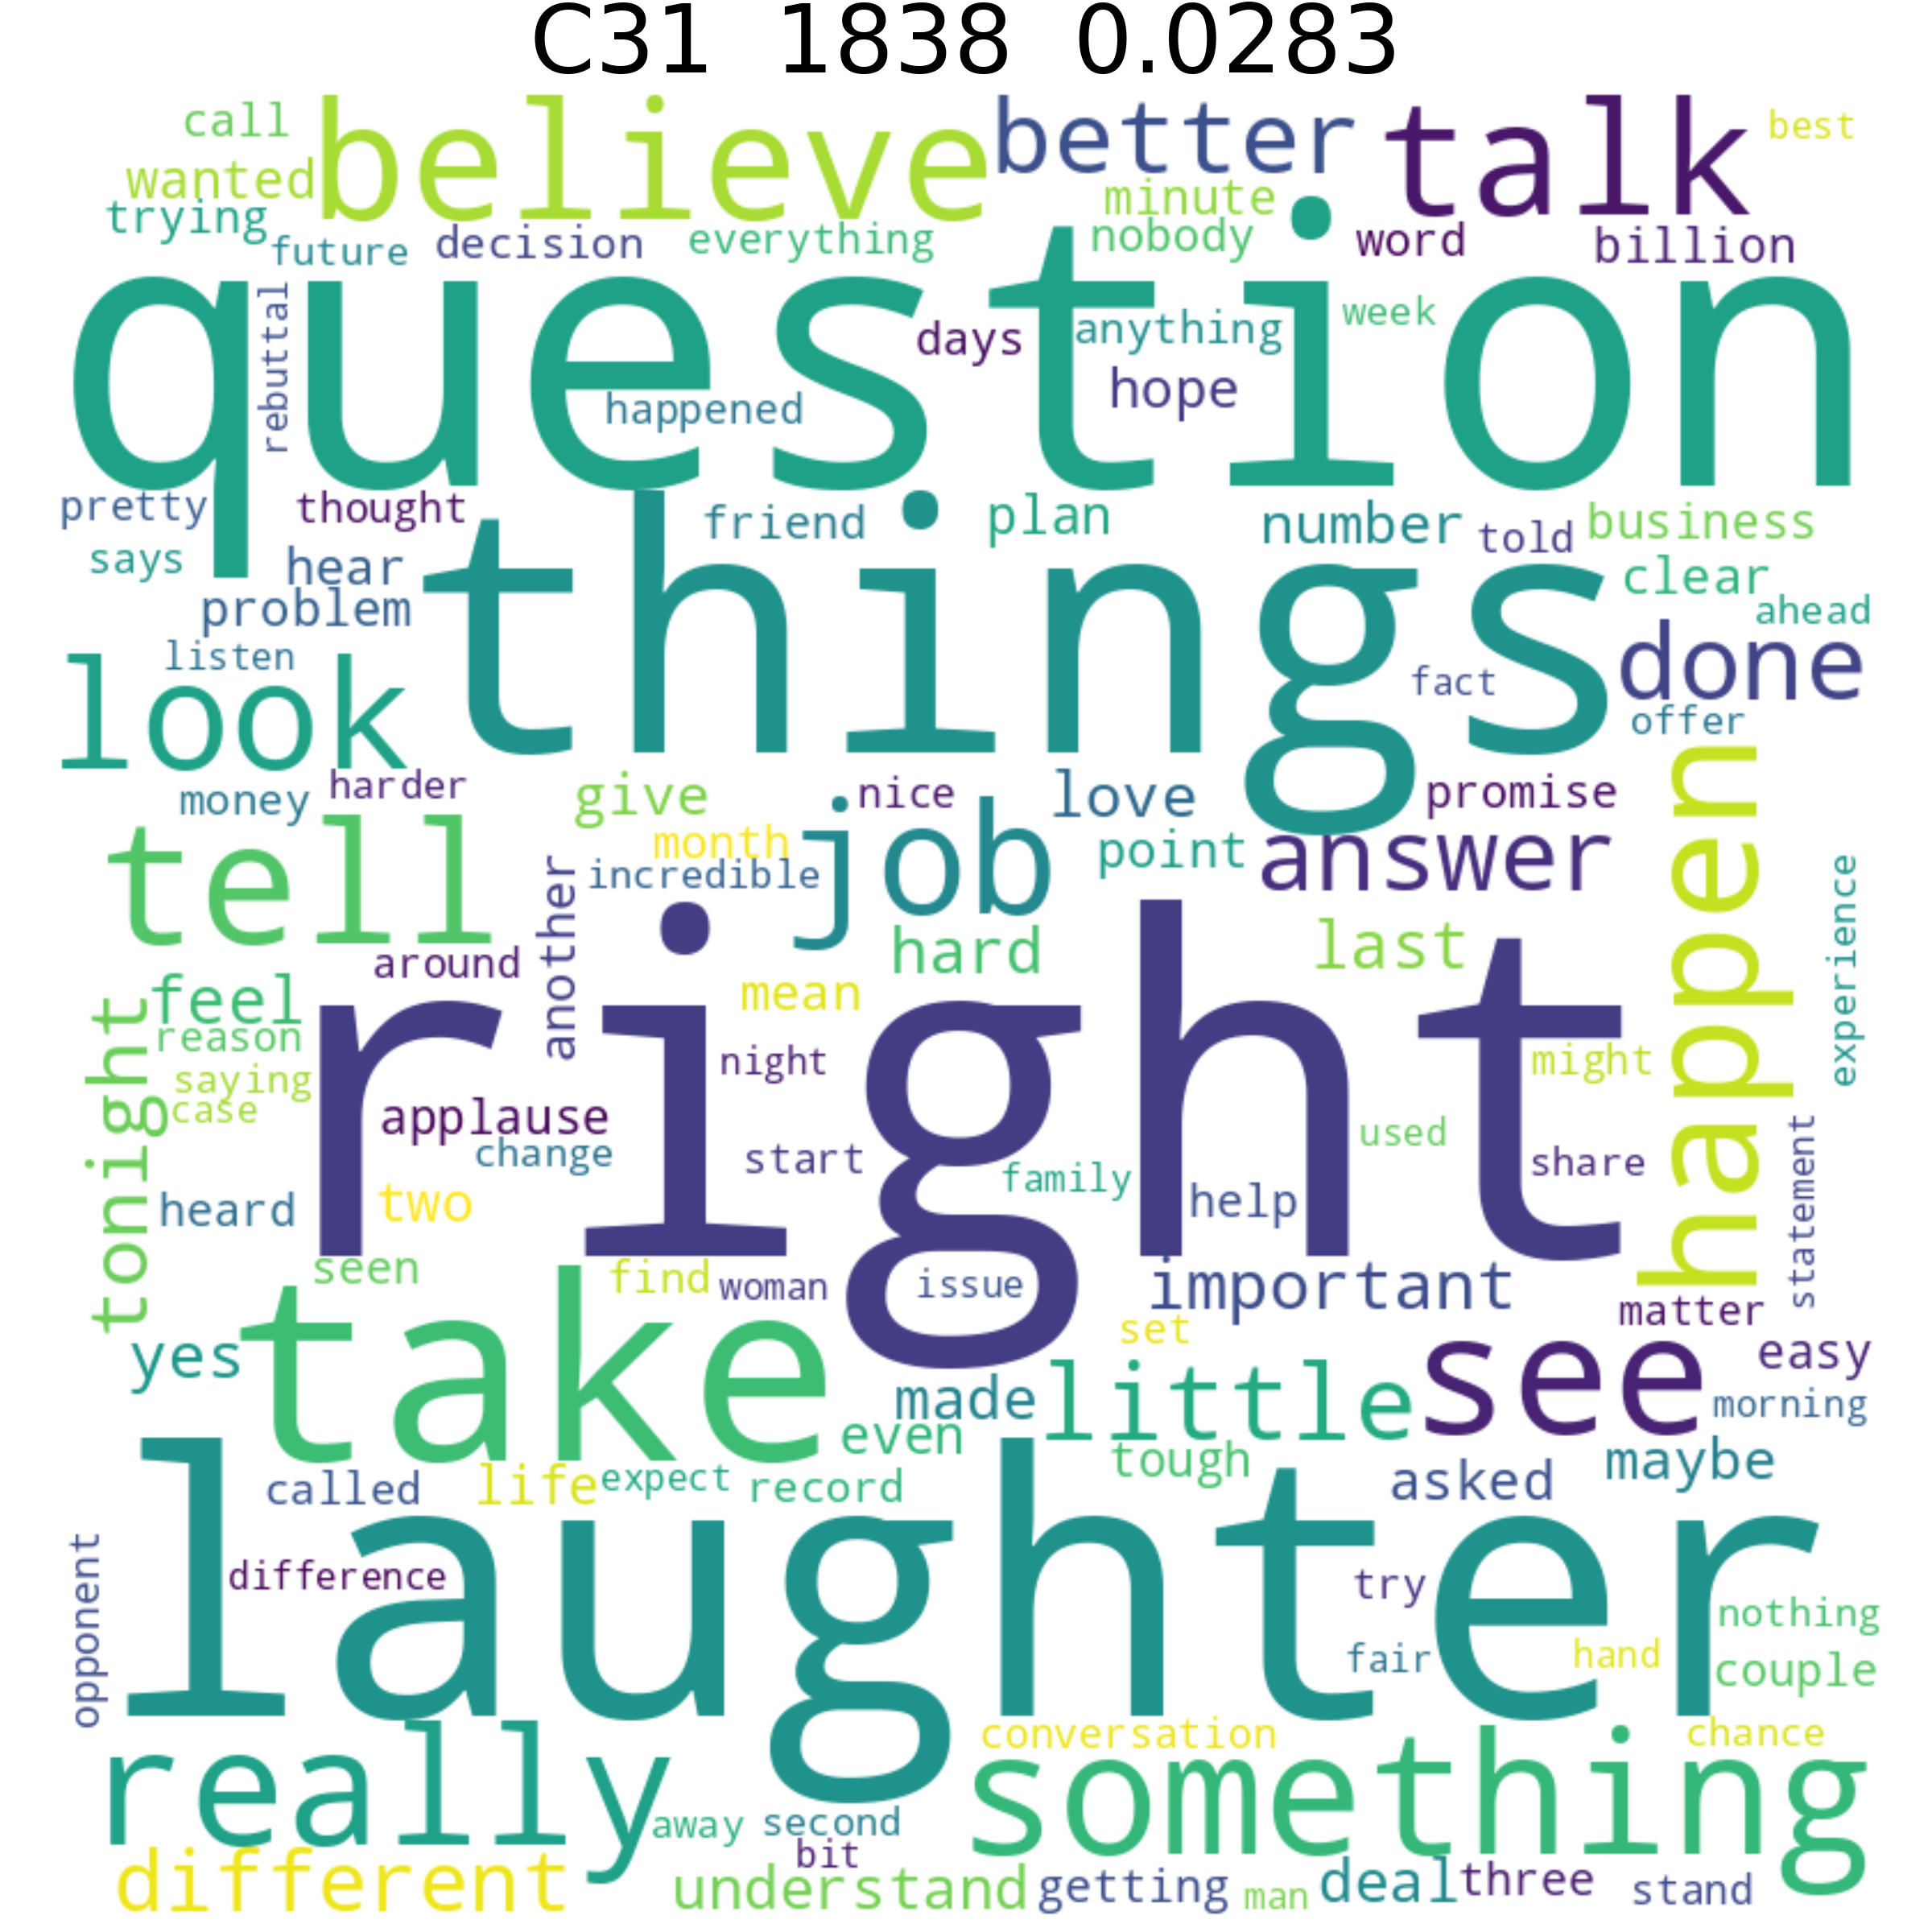 C31 1838 0.0283
call believe better talk best
wanted minute
trying future decision everything nobody word billion
question
rebuttal days anything week
happened hope
pretty thought friend plan number told business
says hear things clear
problem ahead
listen look fact done
offer
money harder give nice love promise
month job point answer happen
tell another incredible experience
around hard last
feel mean
tonight right
reason night might
saying
case applause used
change start family share statement
heard two help
seen find woman issue important
matter
set
yes take made little see easy
even morning
called life expect record tough asked maybe
laughter
opponent difference try nothing
fair hand couple
really conversation chance
something
away second
bit
different understand getting man deal three stand